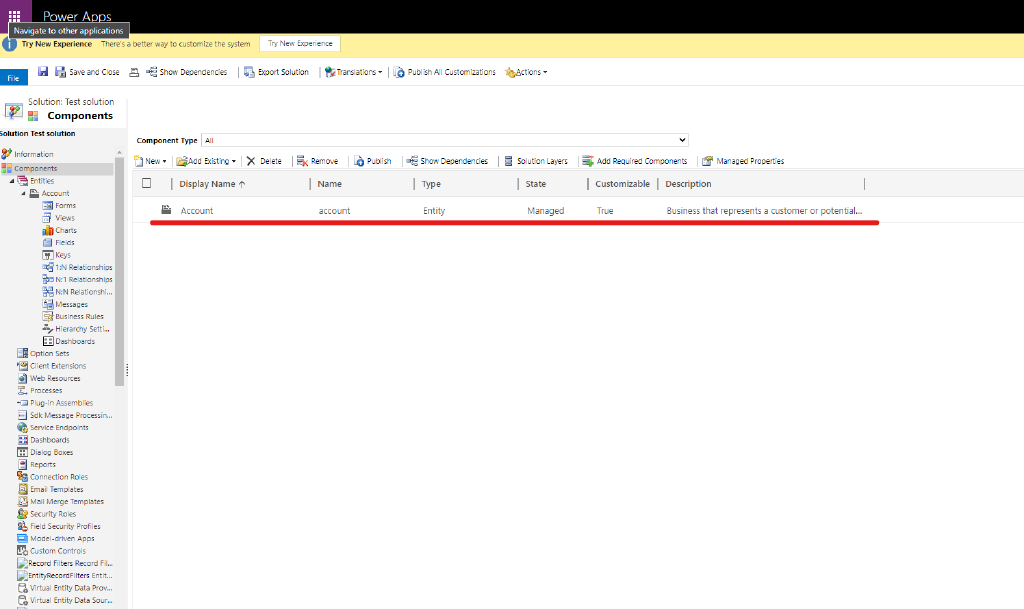 Power Apps
Navigate to other applications
Try New Experience There's a better way to customize the system Try New Experience
File Save and Close Show Dependencies Export Solution Translations Publish All Customizations Actions
Solution: Test solution
Components
Solution Test solution
Information
Components
Entities
Account
Forms
Views
Charts
Fields
Keys
1:N Relationships
N:1 Relationships
N:N Relationshi...
Messages
Business Rules
Hierarchy Setti...
Dashboards
Option Sets
Client Extensions
Web Resources
Processes
Plug-in Assemblies
Sdk Message Processin...
Service Endpoints
Dashboards
Dialog Boxes
Reports
Connection Roles
Email Templates
Mail Merge Templates
Security Roles
Field Security Profiles
Model-driven Apps
Custom Controls
Record Filters Record Fil...
EntityRecordFilters Entit...
Virtual Entity Data Prov...
Virtual Entity Data Sour...
Component Type All
New Add Existing Delete Remove Publish Show Dependencies Solution Layers Add Required Components Managed Properties
Display Name Name Type State Customizable Description
Account account Entity Managed True Business that represents a customer or potential...